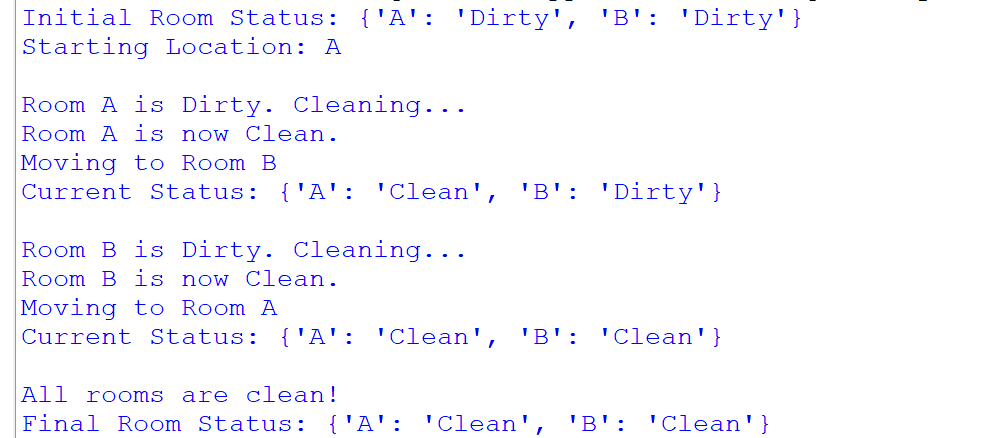 Initial Room Status: {'A': 'Dirty', 'B': 'Dirty'}
Starting Location: A
Room A is Dirty. Cleaning...
Room A is now Clean.
Moving to Room B
Current Status: {'A': 'Clean', 'B': 'Dirty'}
Room B is Dirty. Cleaning...
Room B is now Clean.
Moving to Room A
Current Status: {'A': 'Clean', 'B': 'Clean'}
All rooms are clean!
Final Room Status: {'A': 'Clean', 'B': 'Clean'}